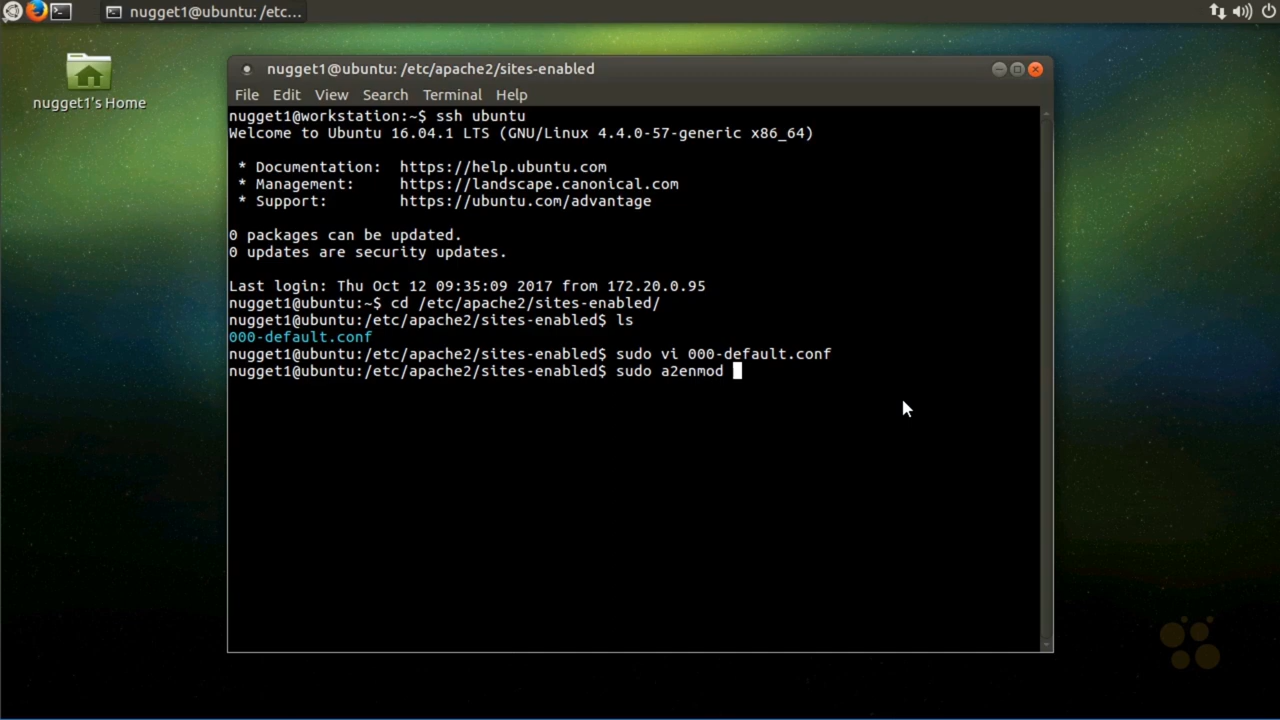 nugget1@ubuntu: /etc...
nugget1's Home
nugget1@ubuntu: /etc/apache2/sites-enabled
File Edit View Search Terminal Help
nugget1@workstation:~$ ssh ubuntu
Welcome to Ubuntu 16.04.1 LTS (GNU/Linux 4.4.0-57-generic x86_64)
* Documentation: https://help.ubuntu.com
* Management: https://landscape.canonical.com
* Support: https://ubuntu.com/advantage
0 packages can be updated.
0 updates are security updates.
Last login: Thu Oct 12 09:35:09 2017 from 172.20.0.95
nugget1@ubuntu:~$ cd /etc/apache2/sites-enabled/
nugget1@ubuntu:/etc/apache2/sites-enabled$ ls
000-default.conf
nugget1@ubuntu:/etc/apache2/sites-enabled$ sudo vi 000-default.conf
nugget1@ubuntu:/etc/apache2/sites-enabled$ sudo a2enmod